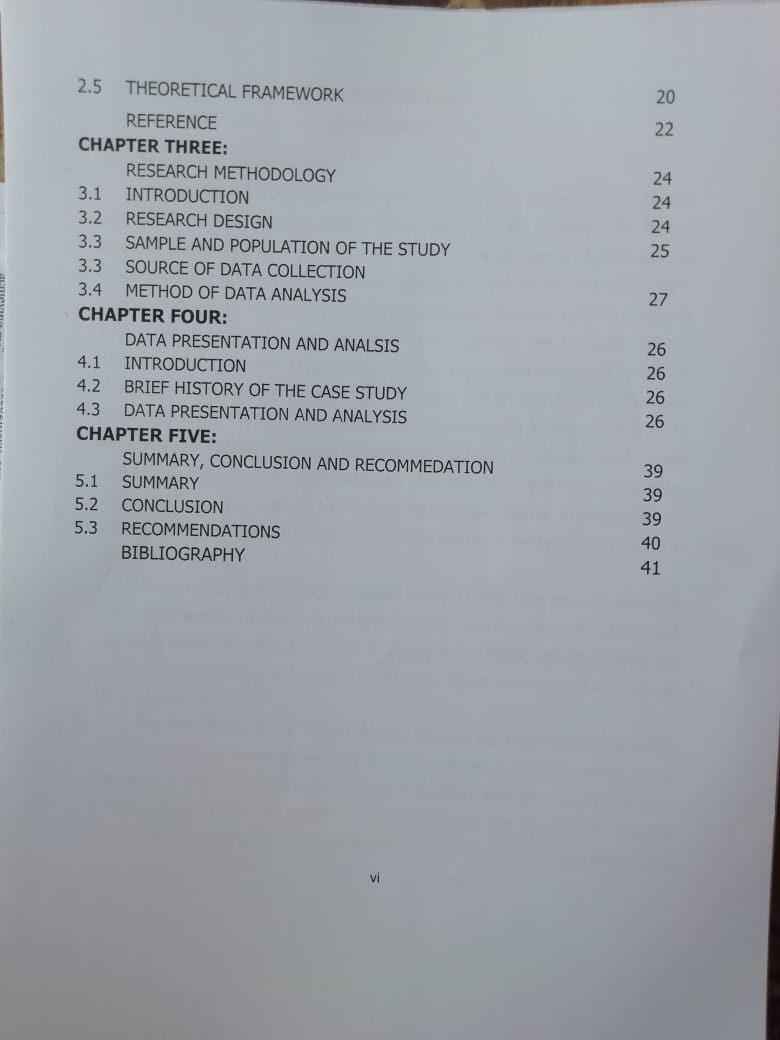 2.5 THEORETICAL FRAMEWORK 20
REFERENCE 22
CHAPTER THREE:
RESEARCH METHODOLOGY 24
3.1 INTRODUCTION 24
3.2 RESEARCH DESIGN 24
3.3 SAMPLE AND POPULATION OF THE STUDY 25
3.3 SOURCE OF DATA COLLECTION
3.4 METHOD OF DATA ANALYSIS 27
CHAPTER FOUR:
DATA PRESENTATION AND ANALSIS 26
4.1 INTRODUCTION 26
4.2 BRIEF HISTORY OF THE CASE STUDY 26
4.3 DATA PRESENTATION AND ANALYSIS 26
CHAPTER FIVE:
SUMMARY, CONCLUSION AND RECOMMEDATION 39
5.1 SUMMARY 39
5.2 CONCLUSION 39
5.3 RECOMMENDATIONS 40
BIBLIOGRAPHY 41
vi